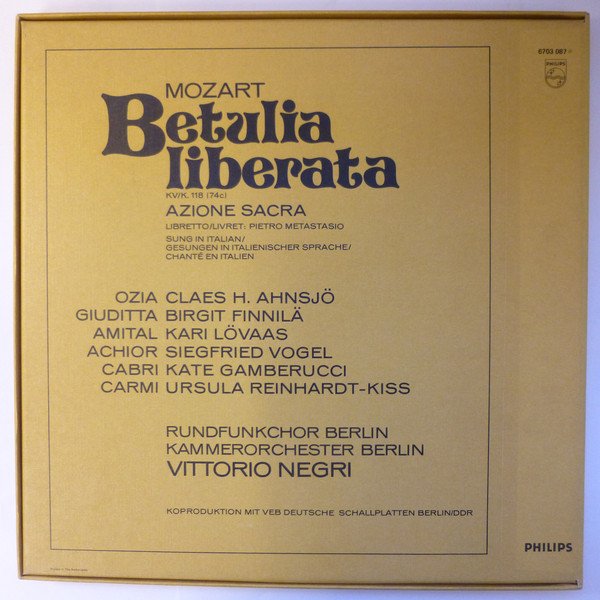 6703 087
PHILIPS
MOZART
Betulia
liberata
KV/K. 118 (74c)
AZIONE SACRA
LIBRETTO/LIVRET: PIETRO METASTASIO
SUNG IN ITALIAN/
GESUNGEN IN ITALIENISCHER SPRACHE/
CHANTÉ EN ITALIEN
OZIA CLAES H. AHNSJÖ
GIUDITTA BIRGIT FINNILÄ
AMITAL KARI LÖVAAS
ACHIOR SIEGFRIED VOGEL
CABRI KATE GAMBERUCCI
CARMI URSULA REINHARDT-KISS
RUNDFUNKCHOR BERLIN
KAMMERORCHESTER BERLIN
VITTORIO NEGRI
KOPRODUKTION MIT VEB DEUTSCHE SCHALLPLATTEN BERLIN/DDR
PHILIPS